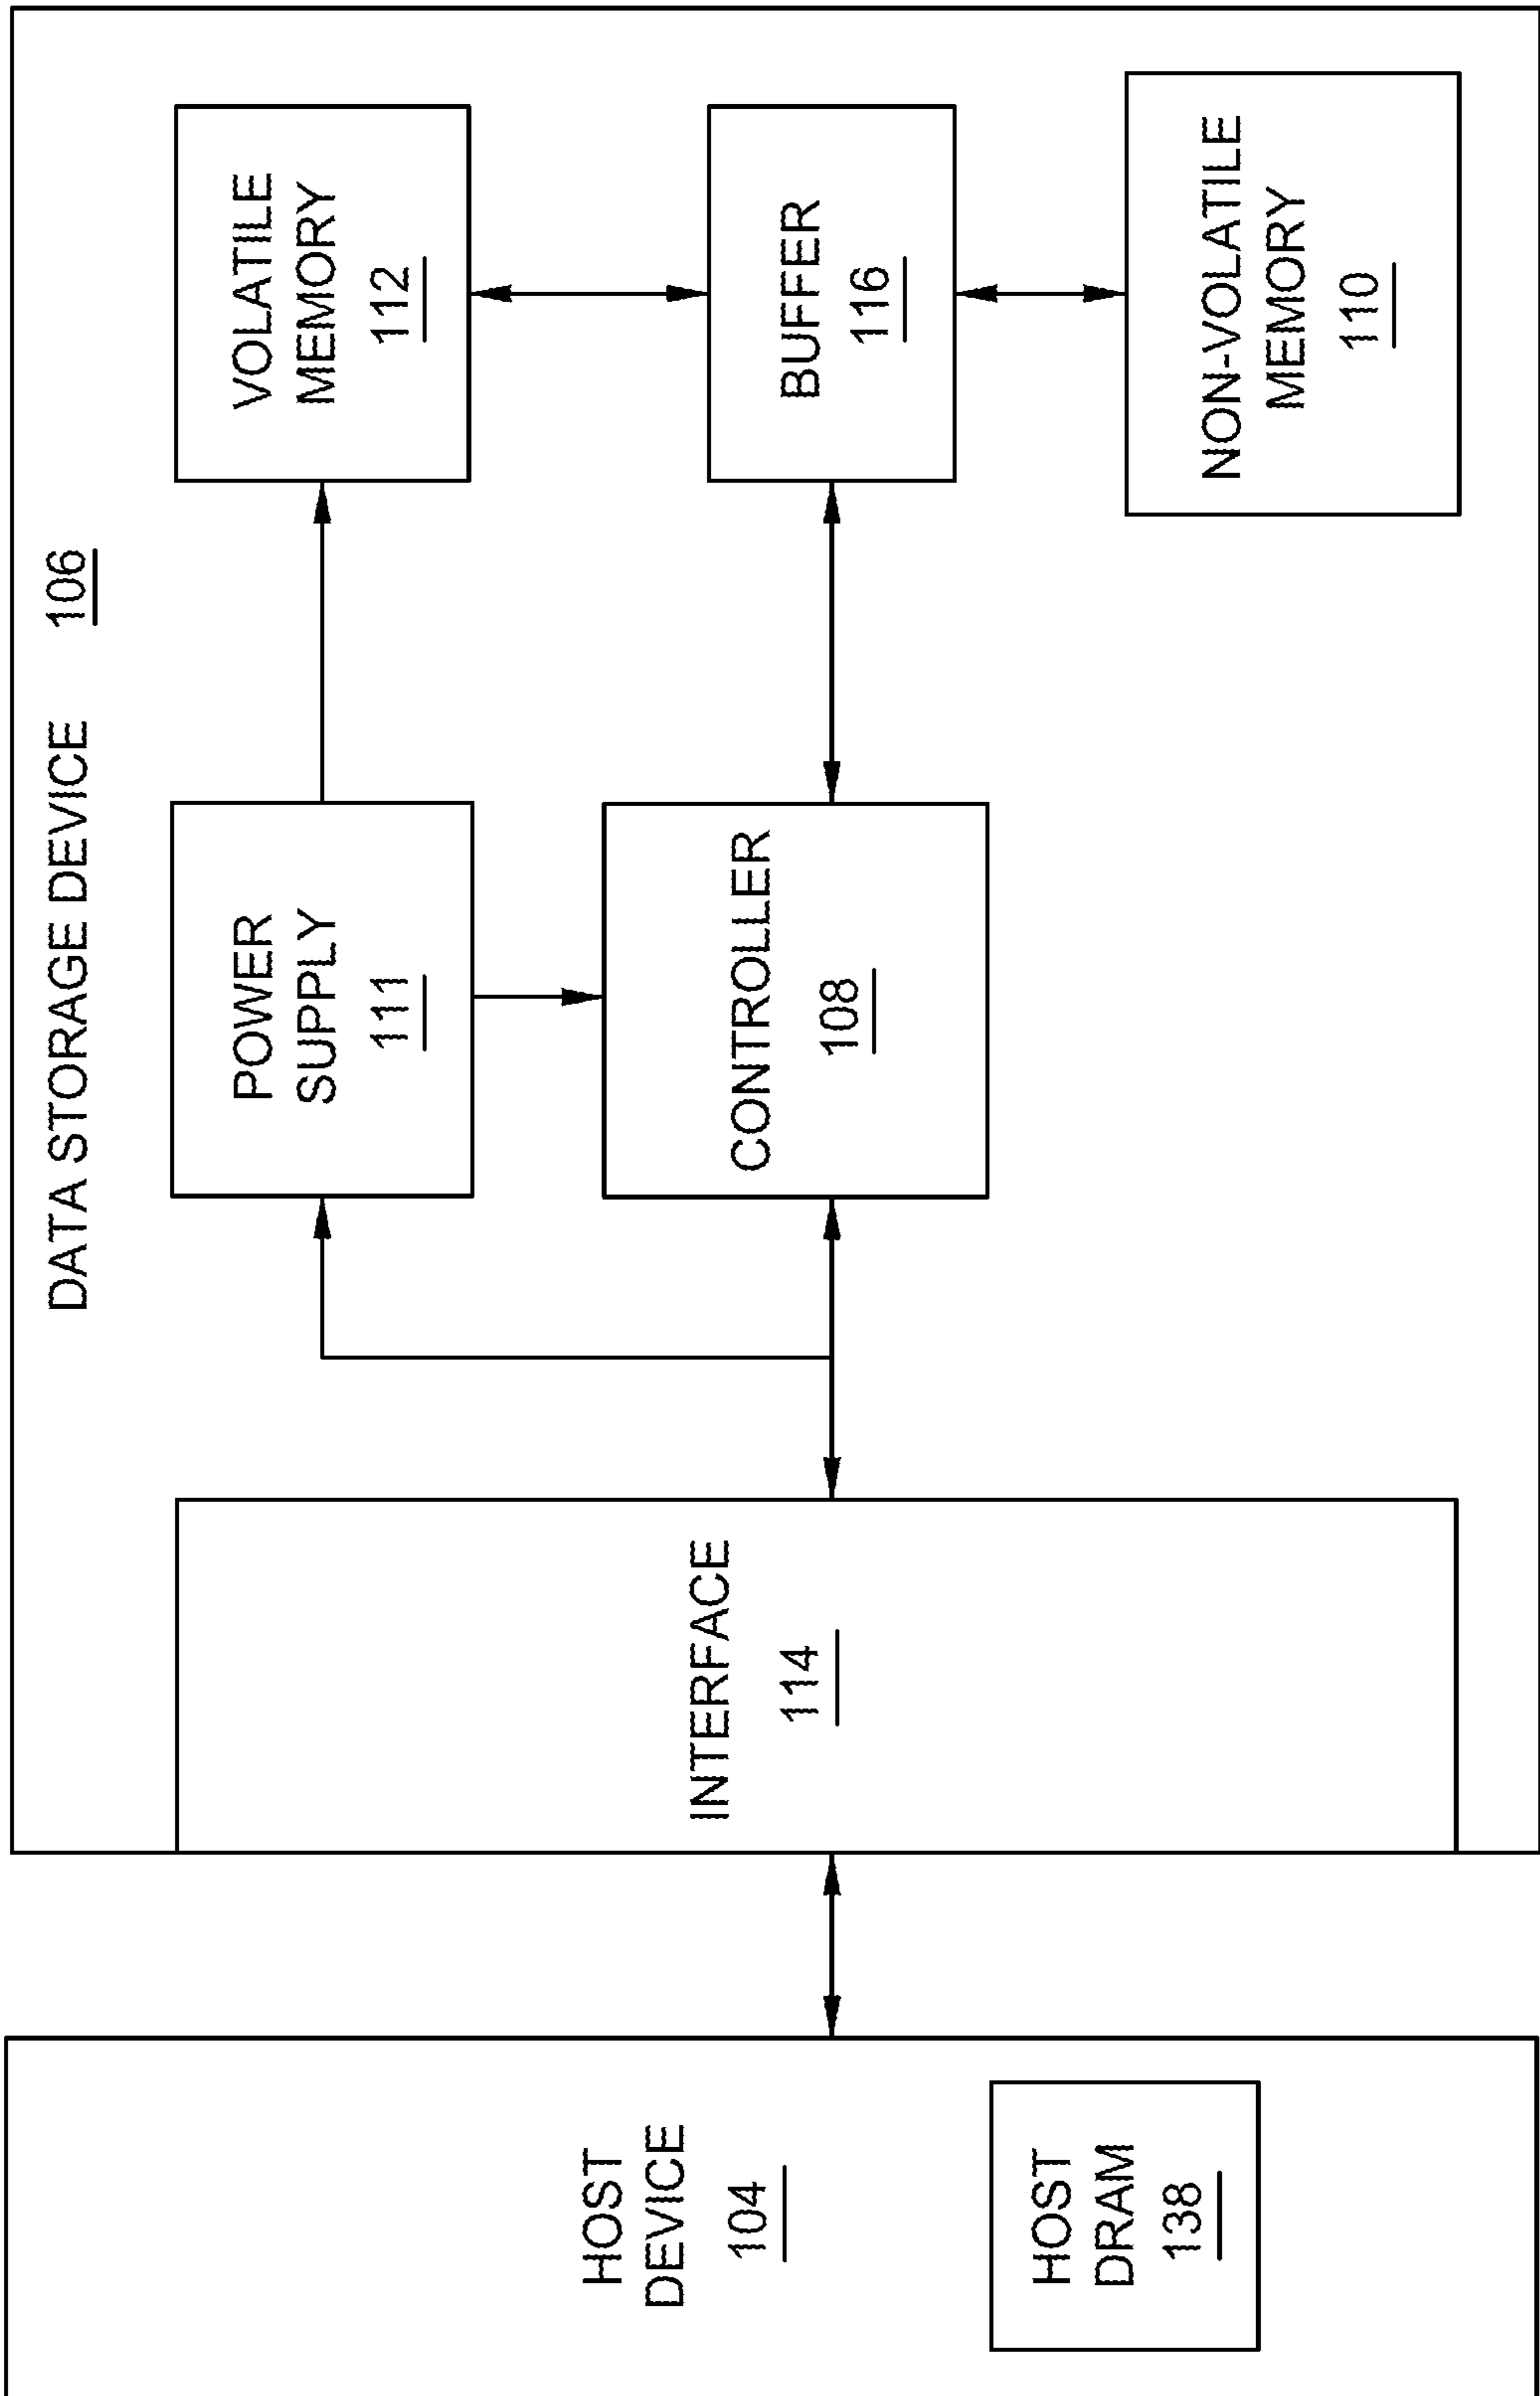 DATA STORAGE DEVICE 106
HOST
DEVICE
104
HOST
DRAM
138
INTERFACE
114
POWER
SUPPLY
111
CONTROLLER
108
VOLATILE
MEMORY
112
BUFFER
116
NON-VOLATILE
MEMORY
110